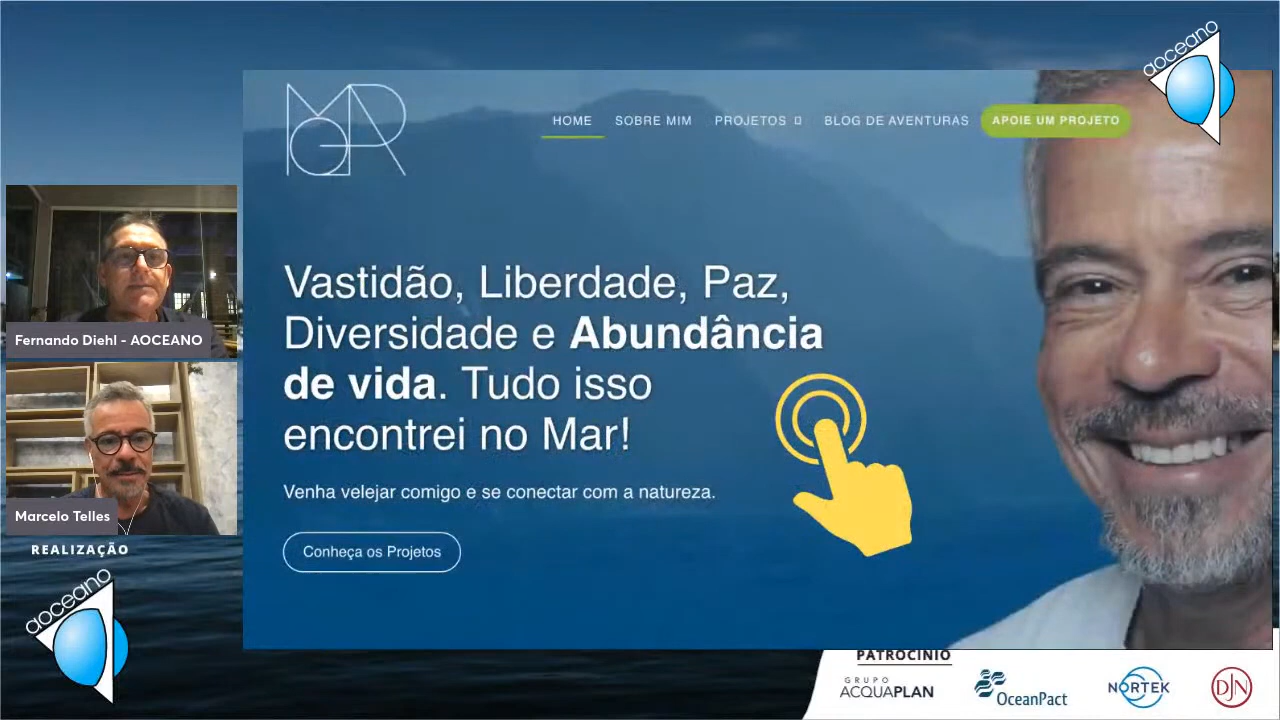 aoceano
MAR
HOME SOBRE MIM PROJETOS BLOG DE AVENTURAS APOIE UM PROJETO
Vastidão, Liberdade, Paz,
Diversidade e Abundância
de vida. Tudo isso
encontrei no Mar!
Venha velejar comigo e se conectar com a natureza.
Conheça os Projetos
Fernando Diehl - AOCEANO
Marcelo Telles
REALIZAÇÃO
aoceano
PATROCÍNIO
GRUPO
ACQUAPLAN
OceanPact
NORTEK
DJN